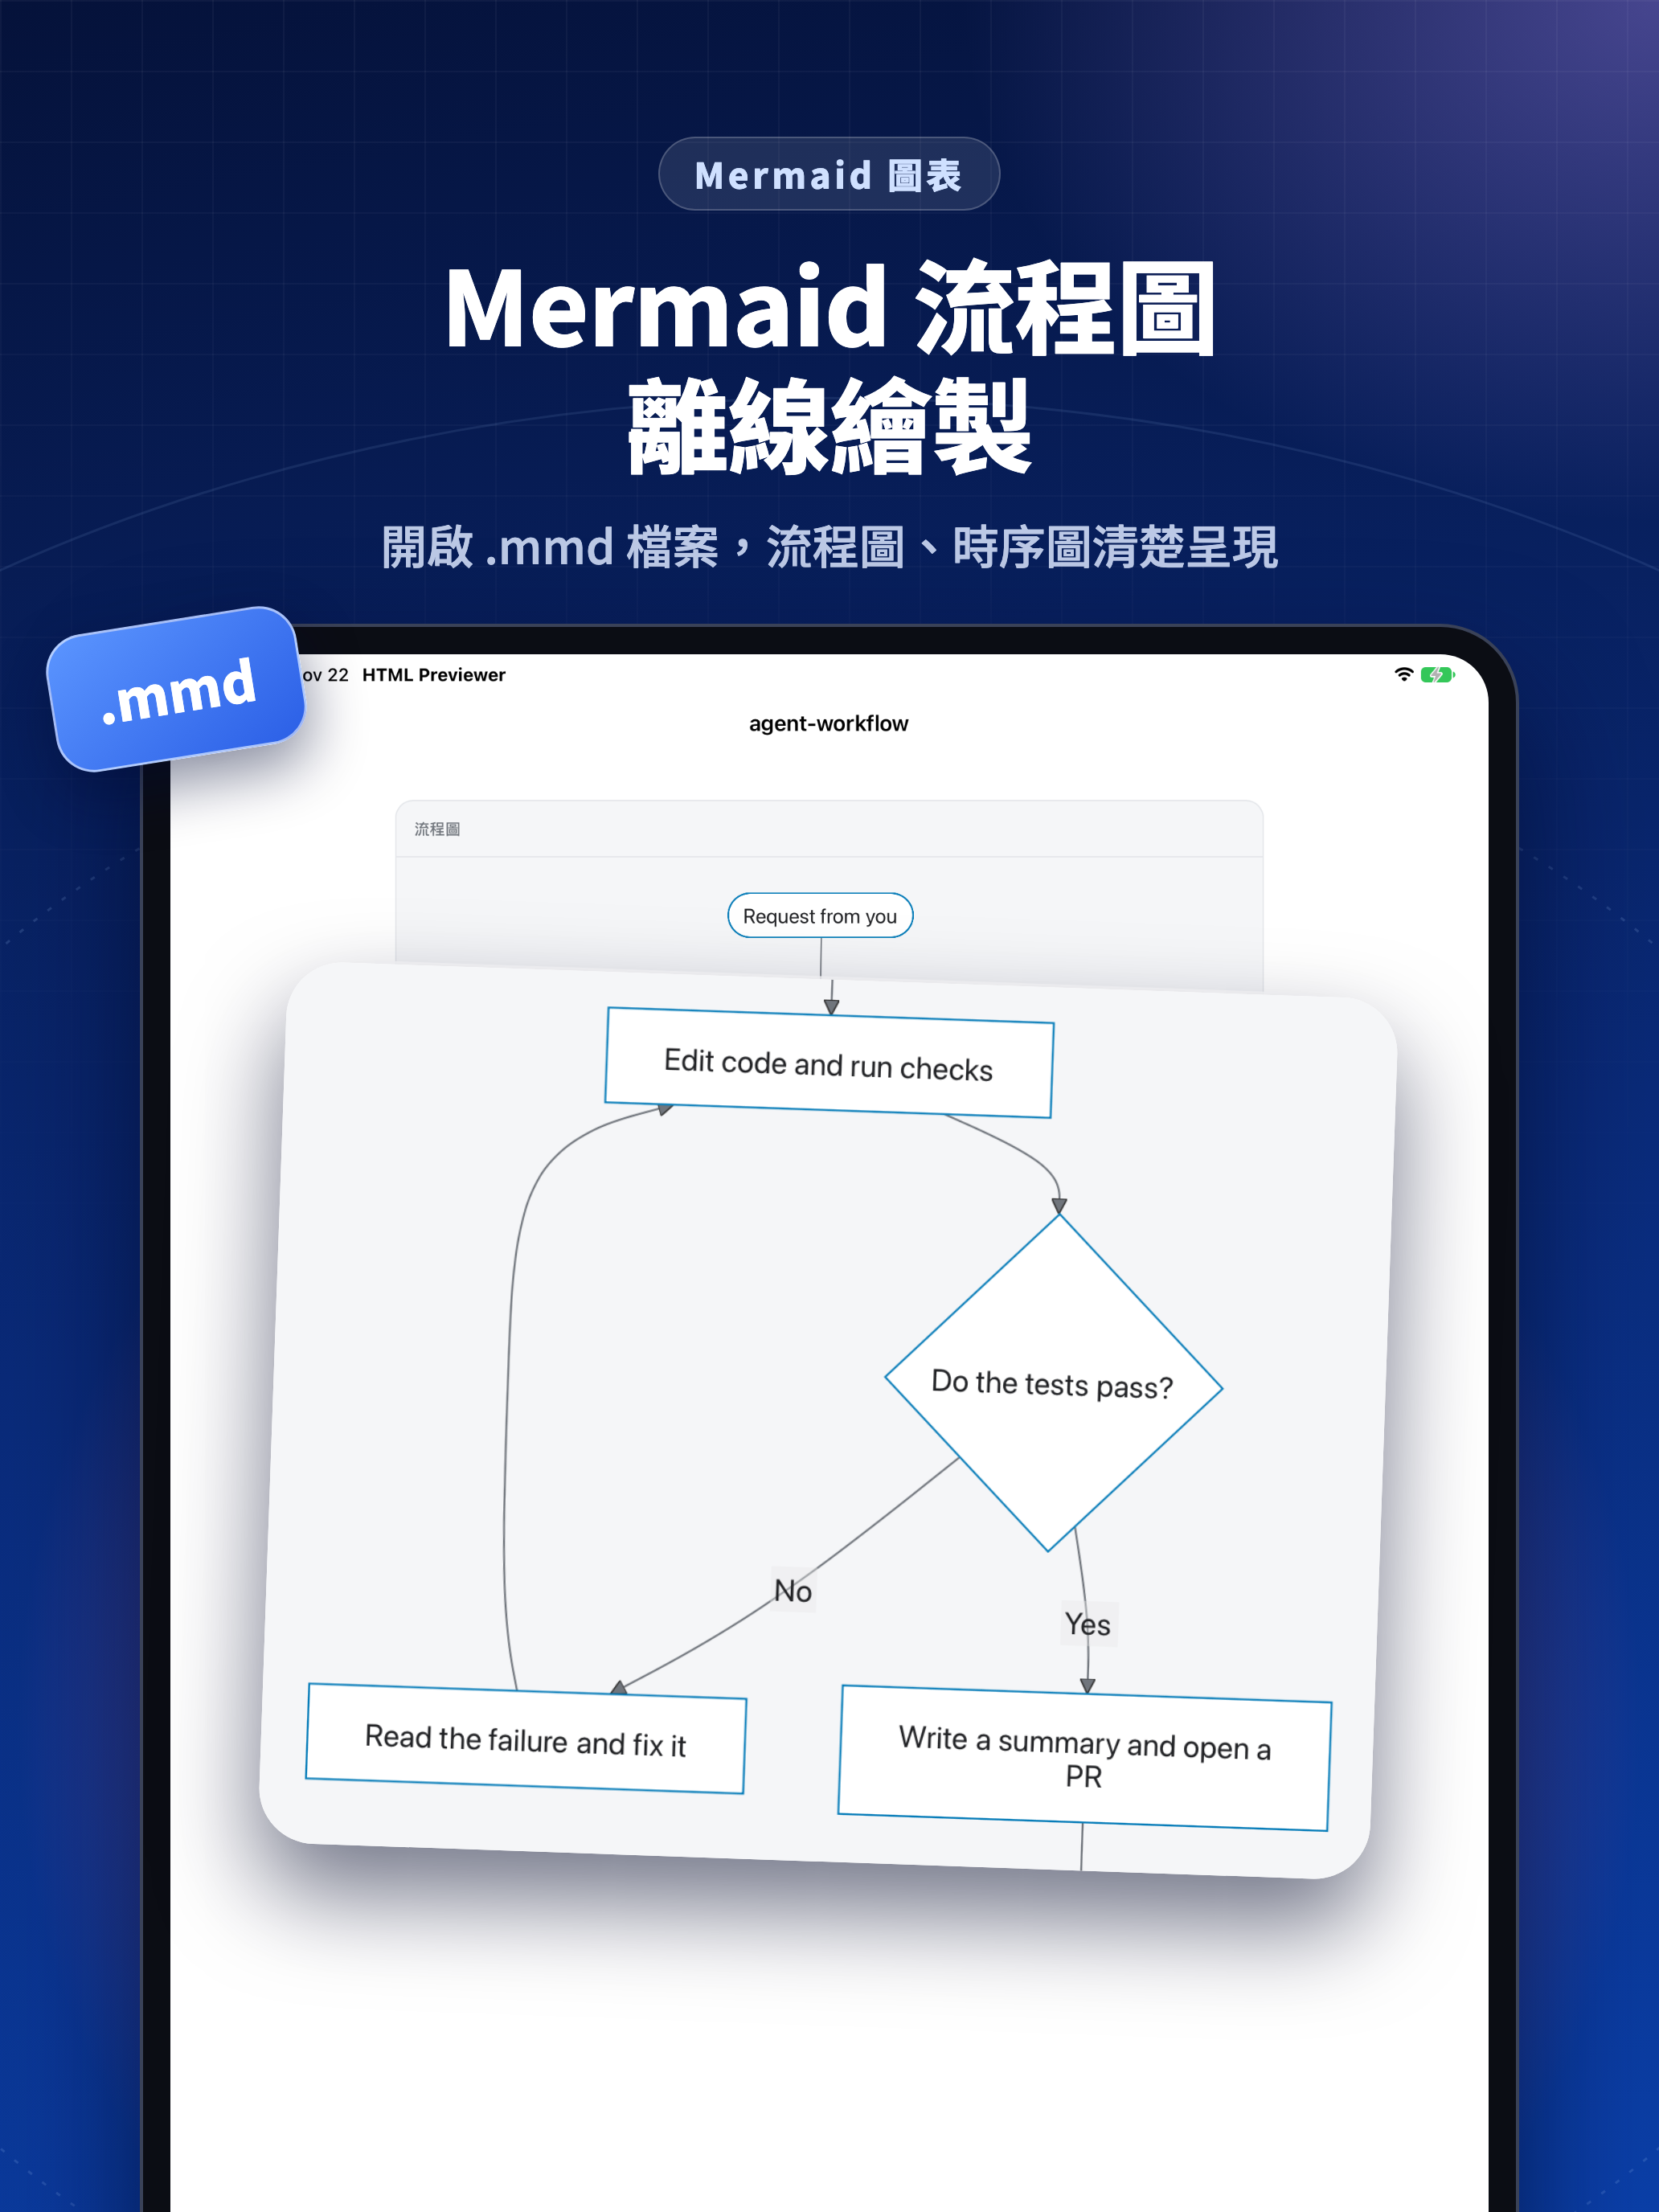 Mermaid 圖表
Mermaid 流程圖
離線繪製
開啟 .mmd 檔案，流程圖、時序圖清楚呈現
.mmd
22 HTML Previewer
agent-workflow
流程圖
Request from you
Edit code and run checks
Do the tests pass?
No
Yes
Read the failure and fix it
Write a summary and open a
PR